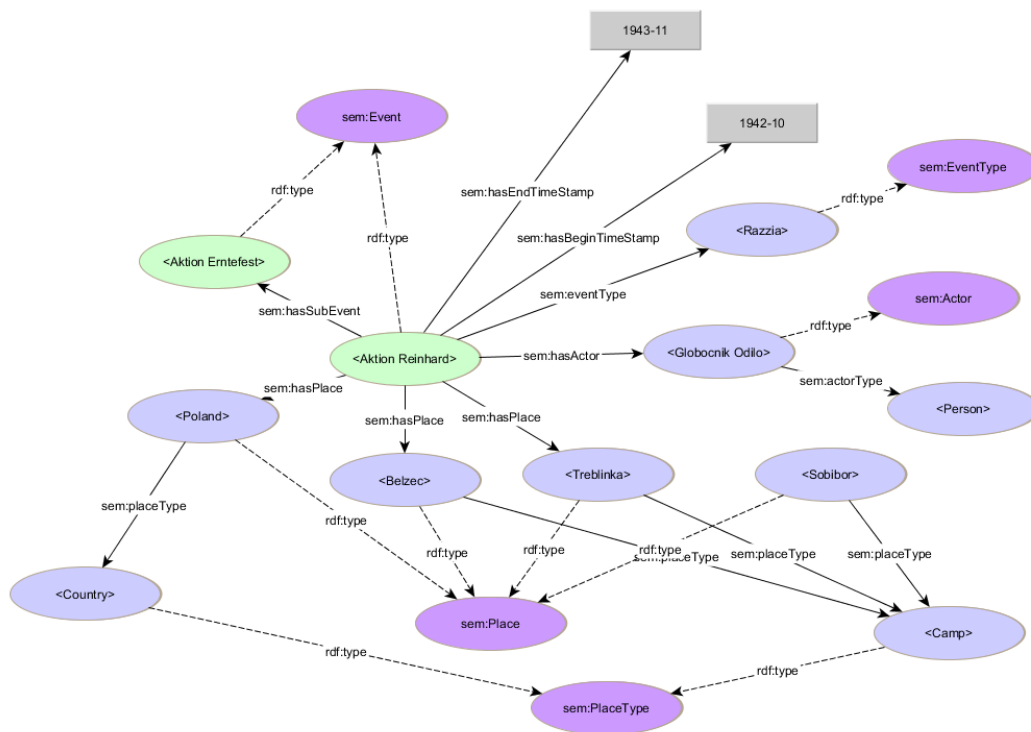 1943-11
sem:Event
1942-10
sem:EventType
rdf:type
sem:hasEndTimeStamp
rdf:type
<Razzia>
sem:hasBeginTimeStamp
rdf:type
<Aktion Erntefest>
sem:eventType
sem:Actor
sem:hasSubEvent
rdf:type
<Aktion Reinhard>
sem:hasActor
<Globocnik Odilo>
sem:actorType
sem:hasPlace
<Poland>
sem:hasPlace
sem:hasPlace
<Person>
<Belzec>
<Treblinka>
<Sobibor>
sem:placeType
rdf:type
rdf:type
rdf:type
rdf:type
sem:placeType
sem:placeType
sem:placeType
<Country>
sem:Place
<Camp>
rdf:type
rdf:type
sem:PlaceType